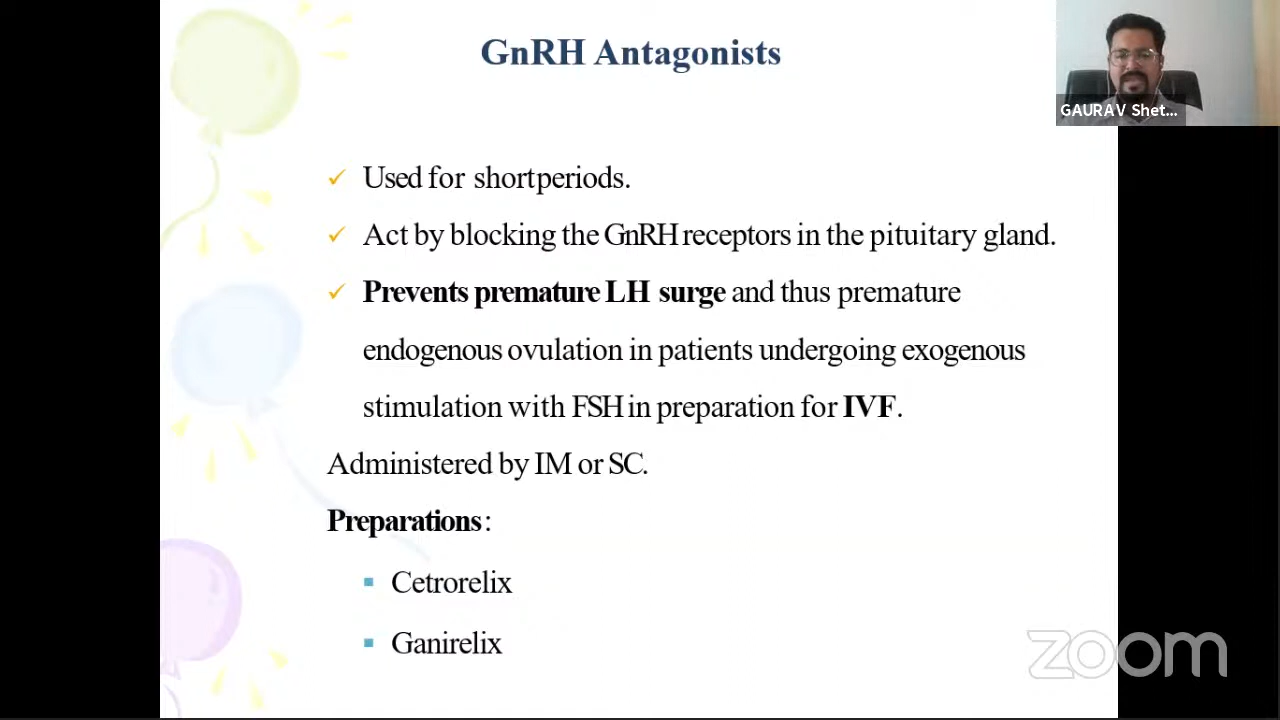 GnRH Antagonists
GAURAV Shet...
Used for short periods.
Act by blocking the GnRH receptors in the pituitary gland.
Prevents premature LH surge and thus premature
endogenous ovulation in patients undergoing exogenous
stimulation with FSH in preparation for IVF.
Administered by IM or SC.
Preparations:
Cetrorelix
Ganirelix
zoom